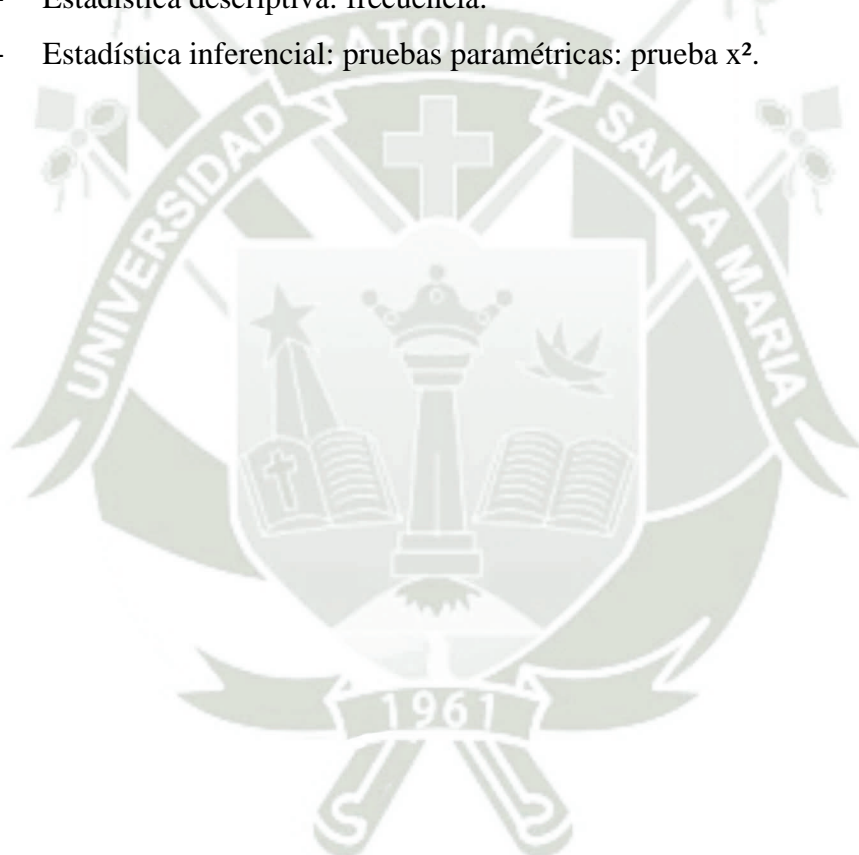 - Estadística descriptiva: frecuencia.
- Estadística inferencial: pruebas paramétricas: prueba x².
UNIVERSIDAD CATOLICA SANTA MARIA
1961